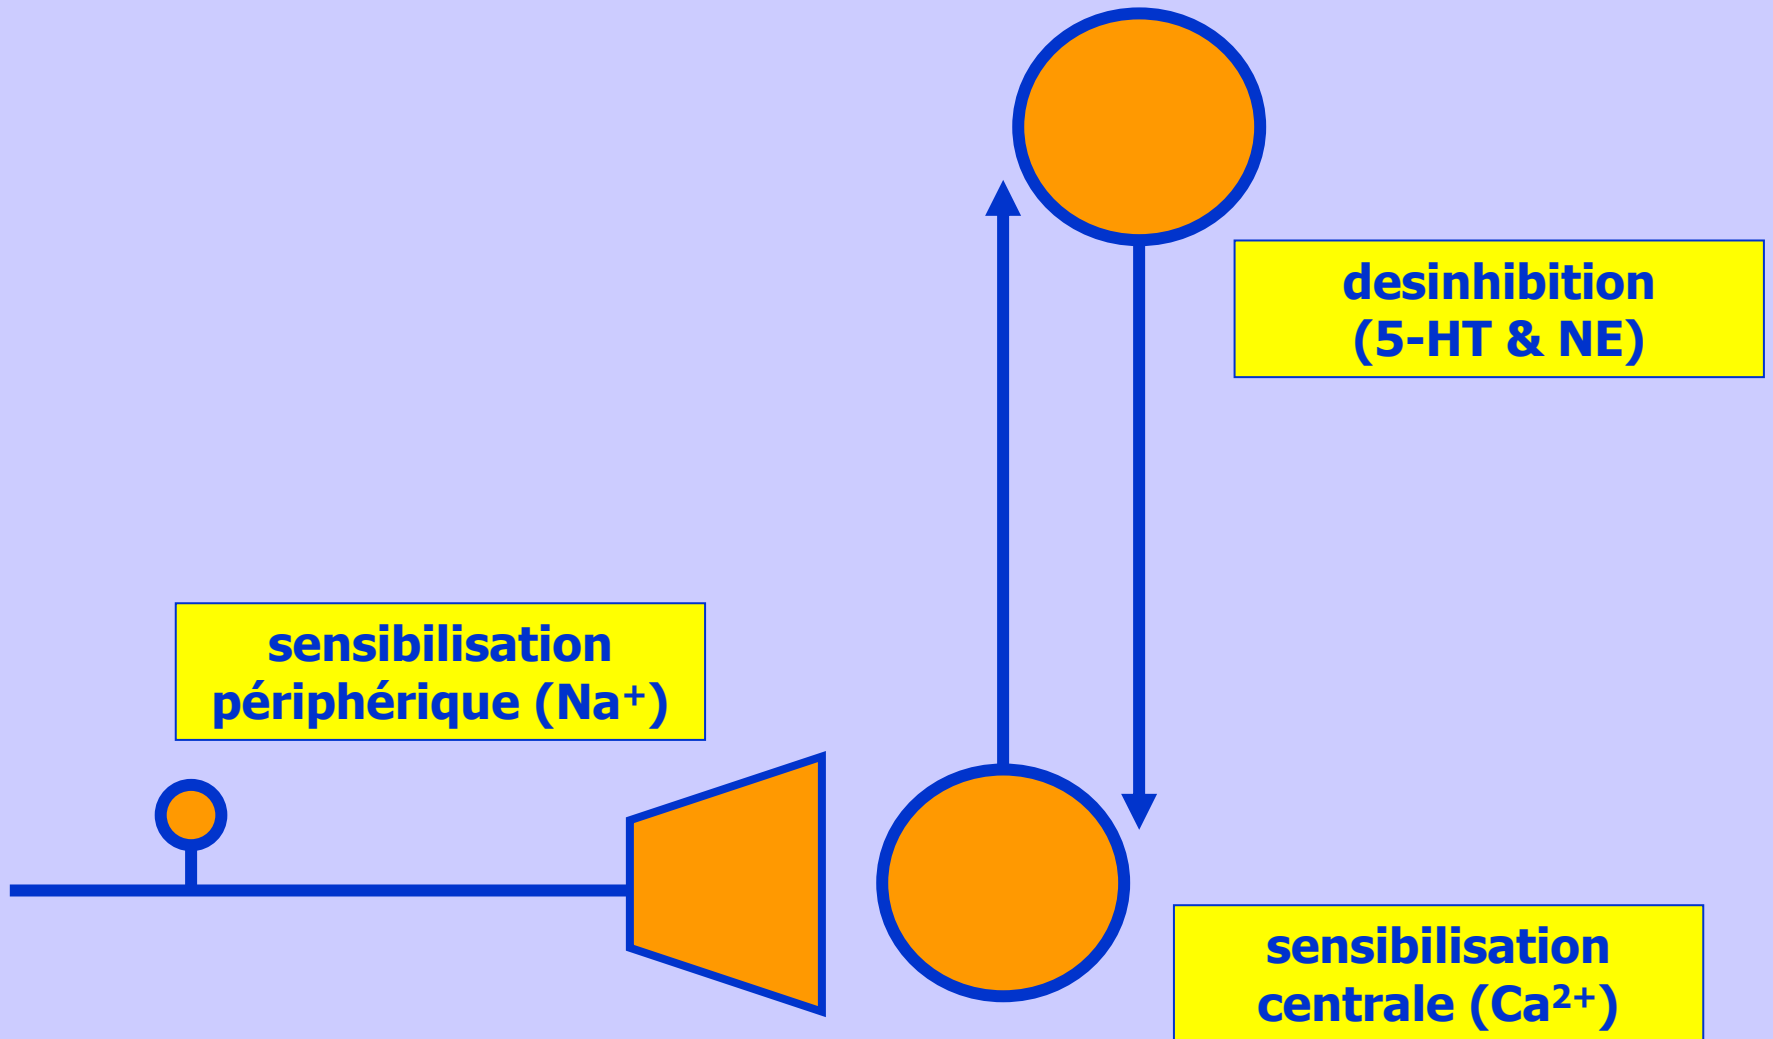 desinhibition
(5-HT & NE)
sensibilisation
périphérique (Na⁺)
sensibilisation
centrale (Ca²⁺)